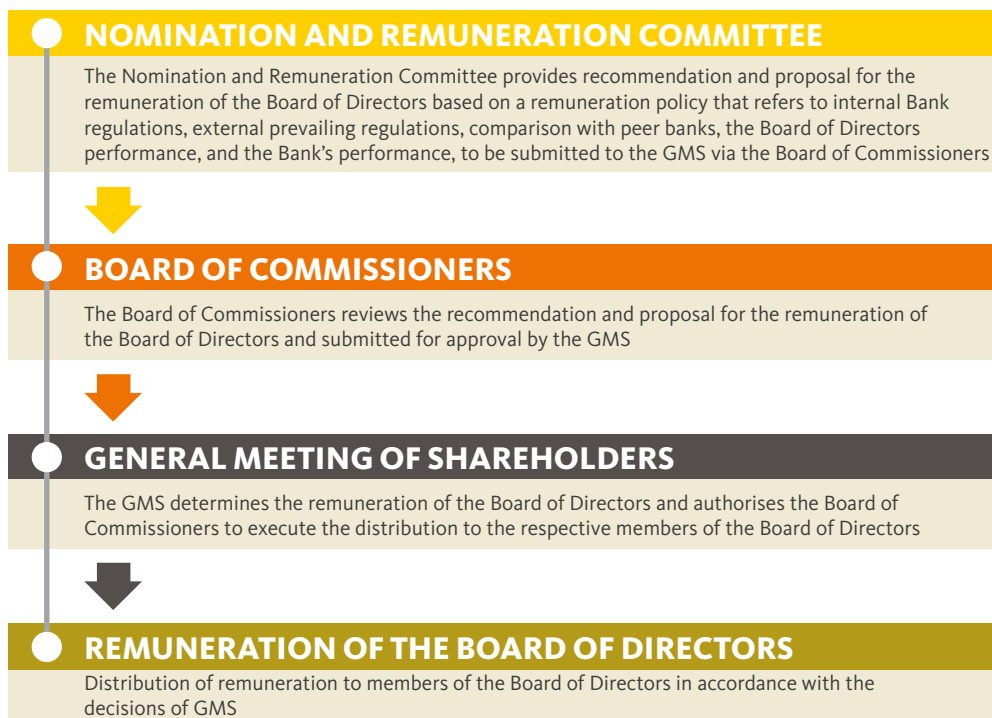 NOMINATION AND REMUNERATION COMMITTEE
The Nomination and Remuneration Committee provides recommendation and proposal for the
remuneration of the Board of Directors based on a remuneration policy that refers to internal Bank
regulations, external prevailing regulations, comparison with peer banks, the Board of Directors
performance, and the Bank’s performance, to be submitted to the GMS via the Board of Commissioners
BOARD OF COMMISSIONERS
The Board of Commissioners reviews the recommendation and proposal for the remuneration of
the Board of Directors and submitted for approval by the GMS
GENERAL MEETING OF SHAREHOLDERS
The GMS determines the remuneration of the Board of Directors and authorises the Board of
Commissioners to execute the distribution to the respective members of the Board of Directors
REMUNERATION OF THE BOARD OF DIRECTORS
Distribution of remuneration to members of the Board of Directors in accordance with the
decisions of GMS